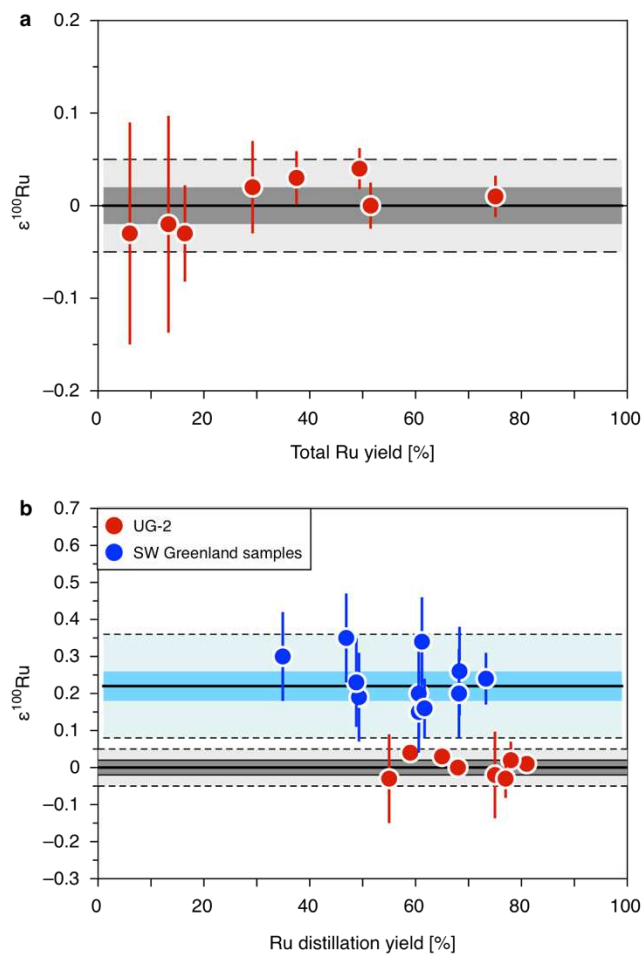 a
0.2
0.1
0
–0.1
–0.2
ε100Ru
0 20 40 60 80 100
Total Ru yield [%]
b
0.7
0.6
0.5
0.4
0.3
0.2
0.1
0
–0.1
–0.2
–0.3
ε100Ru
UG-2
SW Greenland samples
0 20 40 60 80 100
Ru distillation yield [%]